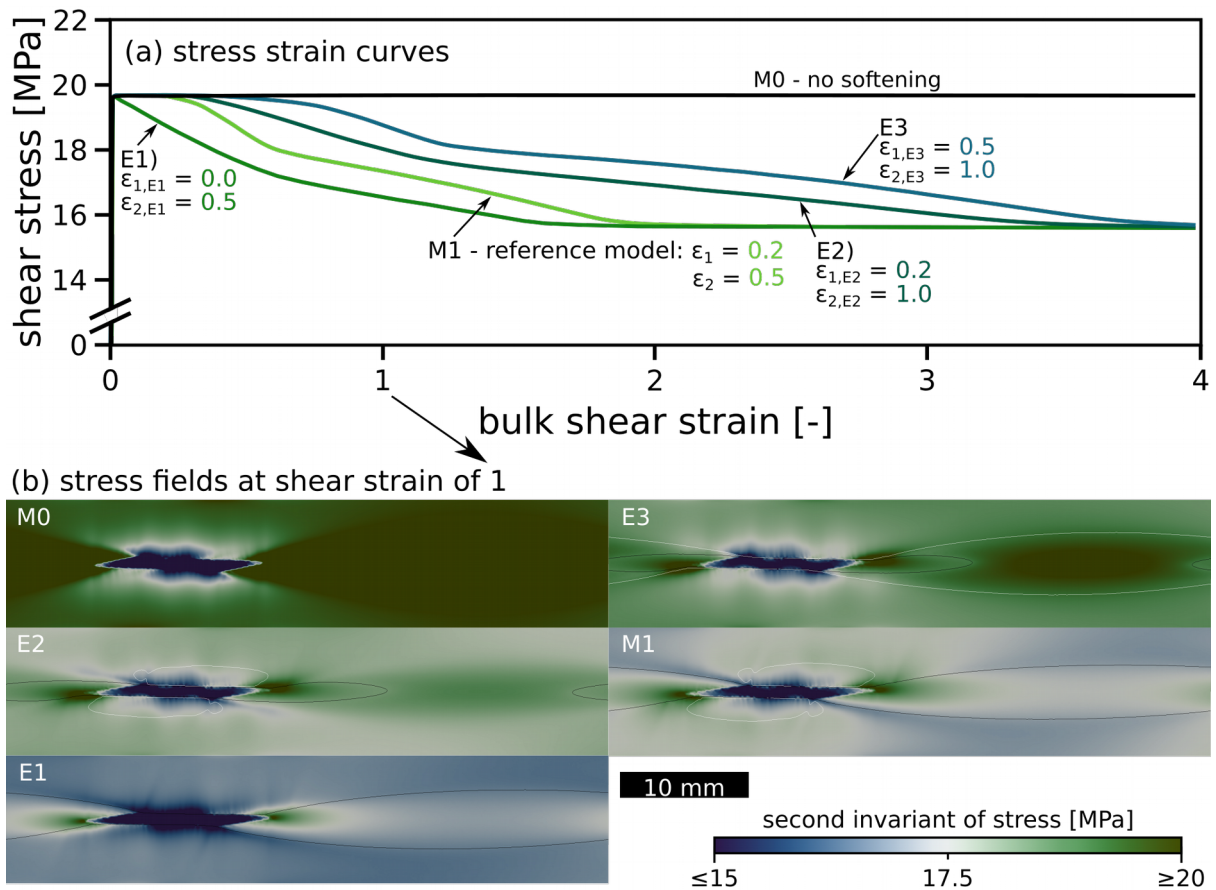 22
(a) stress strain curves
M0 - no softening
20
E3
18
ε1,E3 = 0.5
E1)
ε2,E3 = 1.0
ε1,E1 = 0.0
ε2,E1 = 0.5
16
M1 - reference model: ε1 = 0.2
E2)
ε2 = 0.5
ε1,E2 = 0.2
14
ε2,E2 = 1.0
0
shear stress [MPa]
0 1 2 3 4
bulk shear strain [-]
(b) stress fields at shear strain of 1
M0 E3
E2 M1
E1
10 mm
second invariant of stress [MPa]
≤15 17.5 ≥20